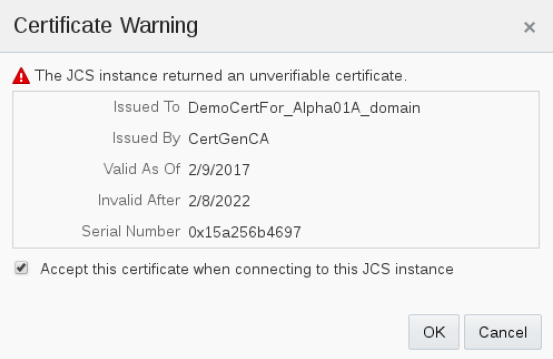 Certificate Warning ×
The JCS instance returned an unverifiable certificate.
Issued To DemoCertFor_Alpha01A_domain
Issued By CertGenCA
Valid As Of 2/9/2017
Invalid After 2/8/2022
Serial Number 0x15a256b4697
Accept this certificate when connecting to this JCS instance
OK Cancel